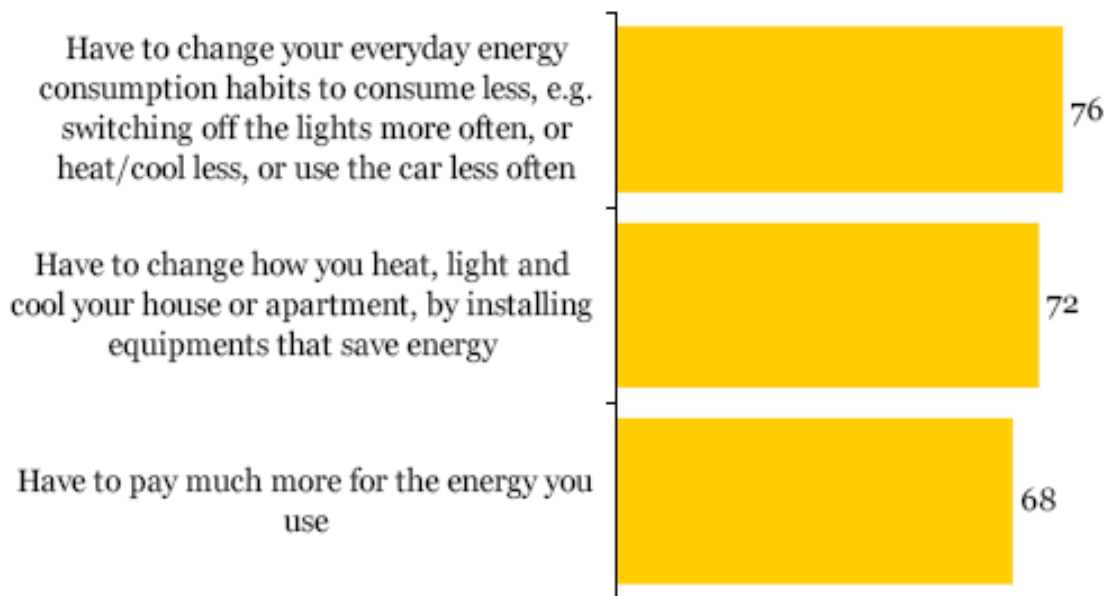 Have to change your everyday energy
consumption habits to consume less, e.g.
switching off the lights more often, or
heat/cool less, or use the car less often
76
Have to change how you heat, light and
cool your house or apartment, by installing
equipments that save energy
72
Have to pay much more for the energy you
use
68